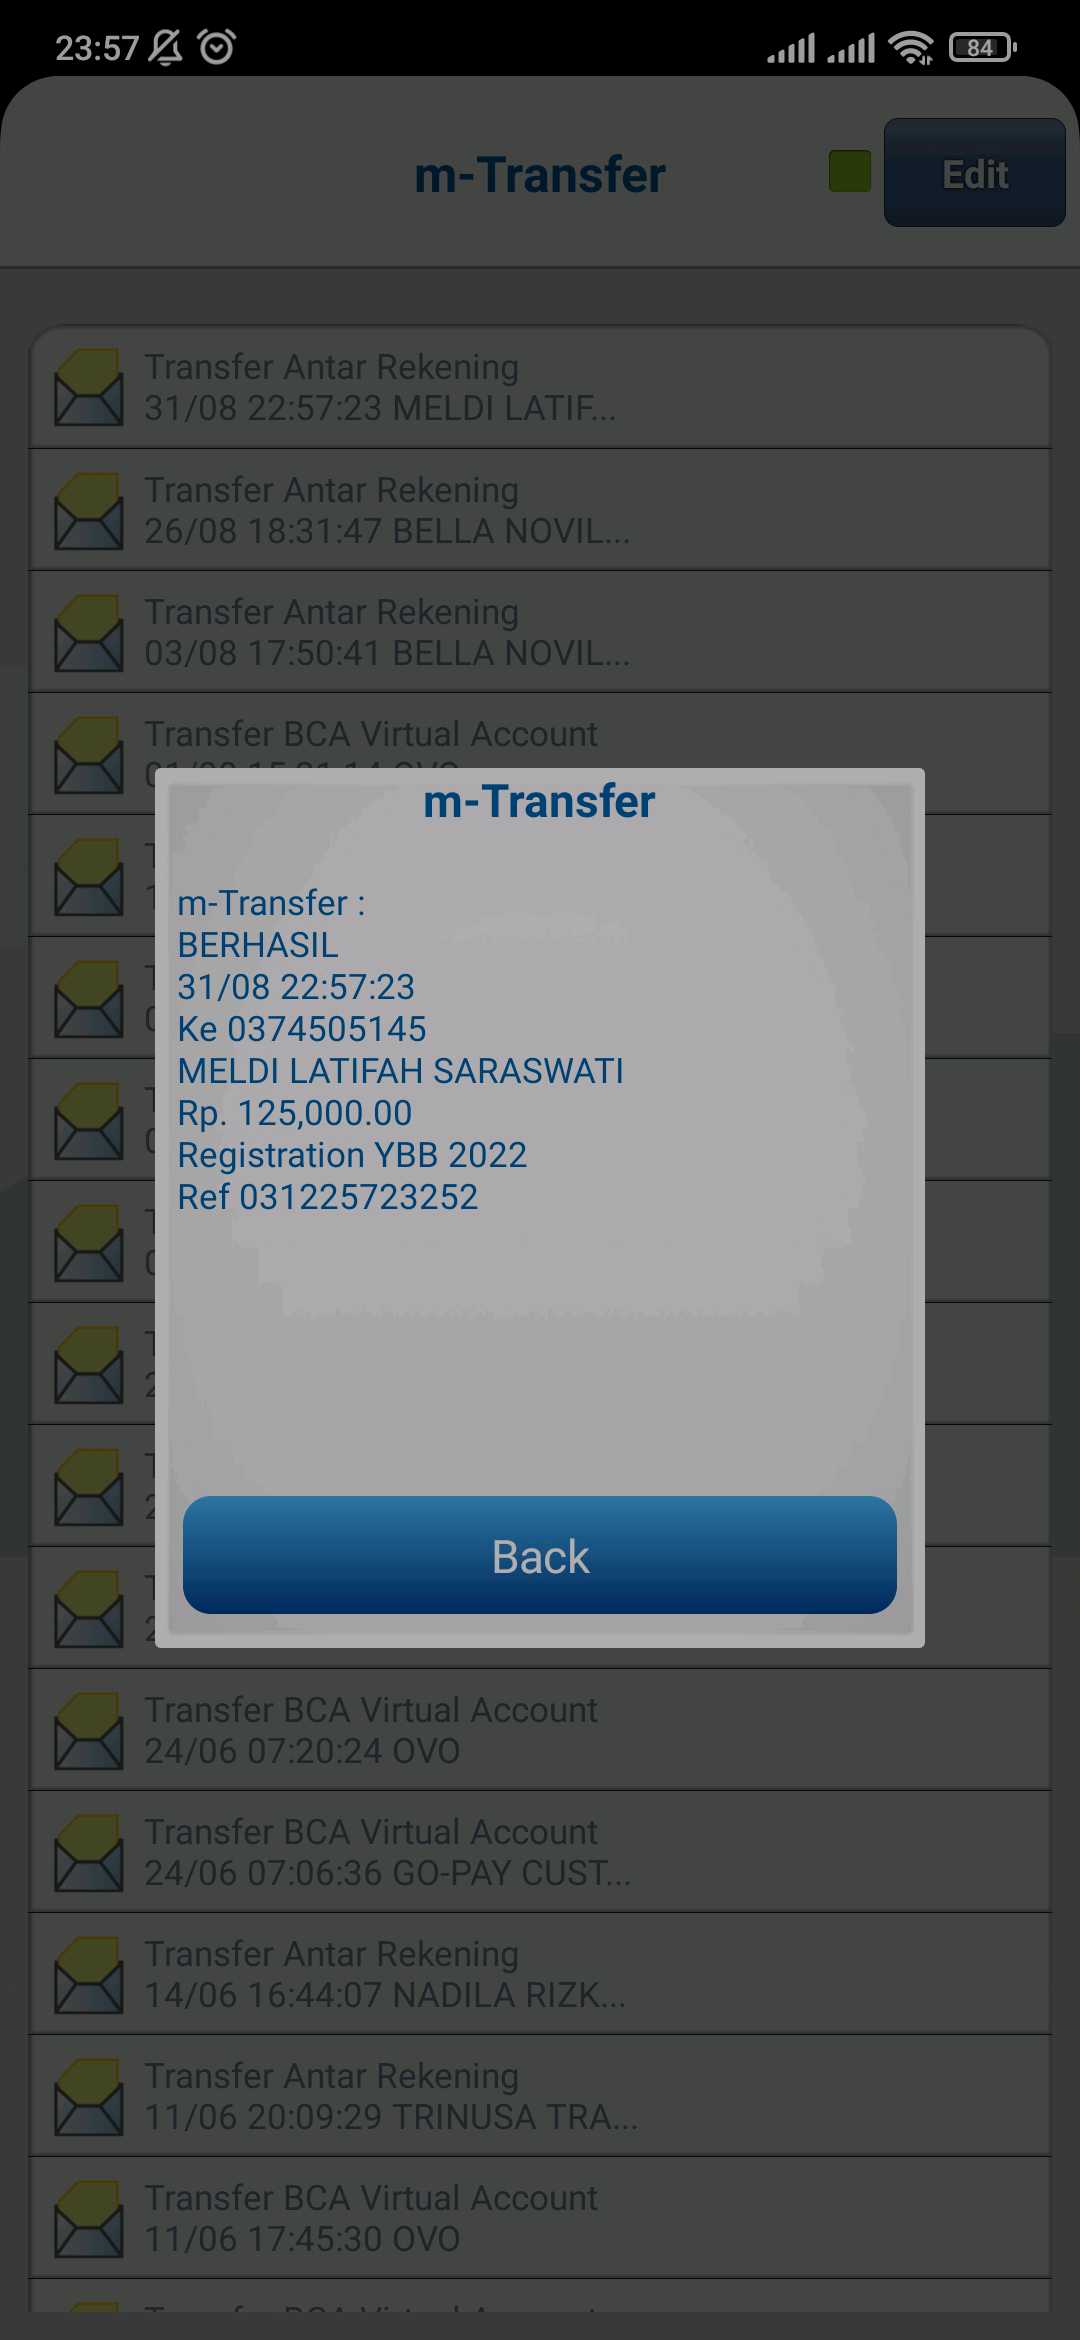 23:57
84
m-Transfer
Edit
Transfer Antar Rekening
31/08 22:57:23 MELDI LATIF...
Transfer Antar Rekening
26/08 18:31:47 BELLA NOVIL...
Transfer Antar Rekening
03/08 17:50:41 BELLA NOVIL...
Transfer BCA Virtual Account
m-Transfer
m-Transfer :
BERHASIL
31/08 22:57:23
Ke 0374505145
MELDI LATIFAH SARASWATI
Rp. 125,000.00
Registration YBB 2022
Ref 031225723252
Back
Transfer BCA Virtual Account
24/06 07:20:24 OVO
Transfer BCA Virtual Account
24/06 07:06:36 GO-PAY CUST...
Transfer Antar Rekening
14/06 16:44:07 NADILA RIZK...
Transfer Antar Rekening
11/06 20:09:29 TRINUSA TRA...
Transfer BCA Virtual Account
11/06 17:45:30 OVO